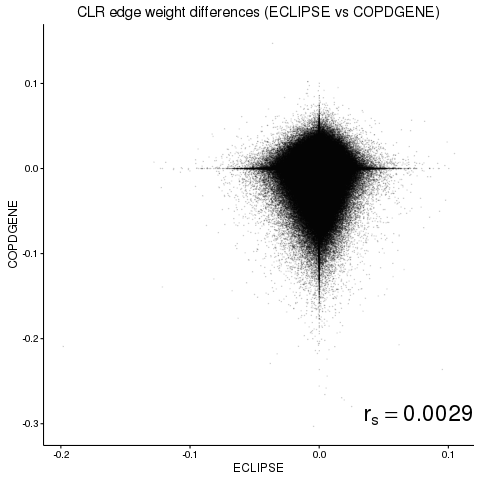 CLR edge weight differences (ECLIPSE vs COPDGENE)
0.1
0.0
-0.1
-0.2
-0.3
COPDGENE
rs = 0.0029
-0.2
-0.1
0.0
0.1
ECLIPSE